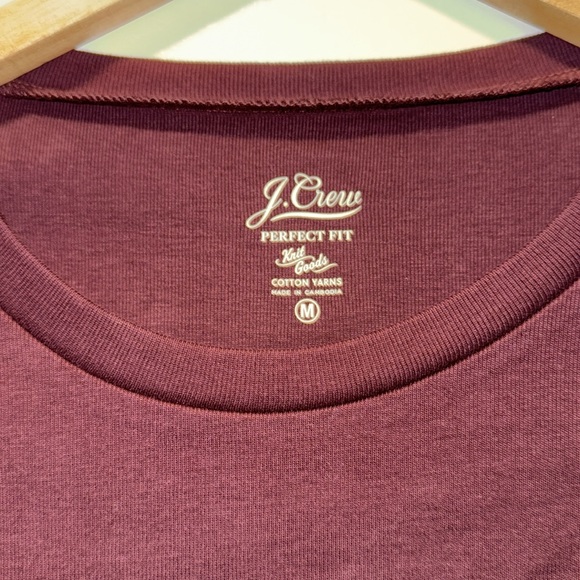 J.Crew
PERFECT FIT
Knit
Goods
COTTON YARNS
MADE IN CAMBODIA
M